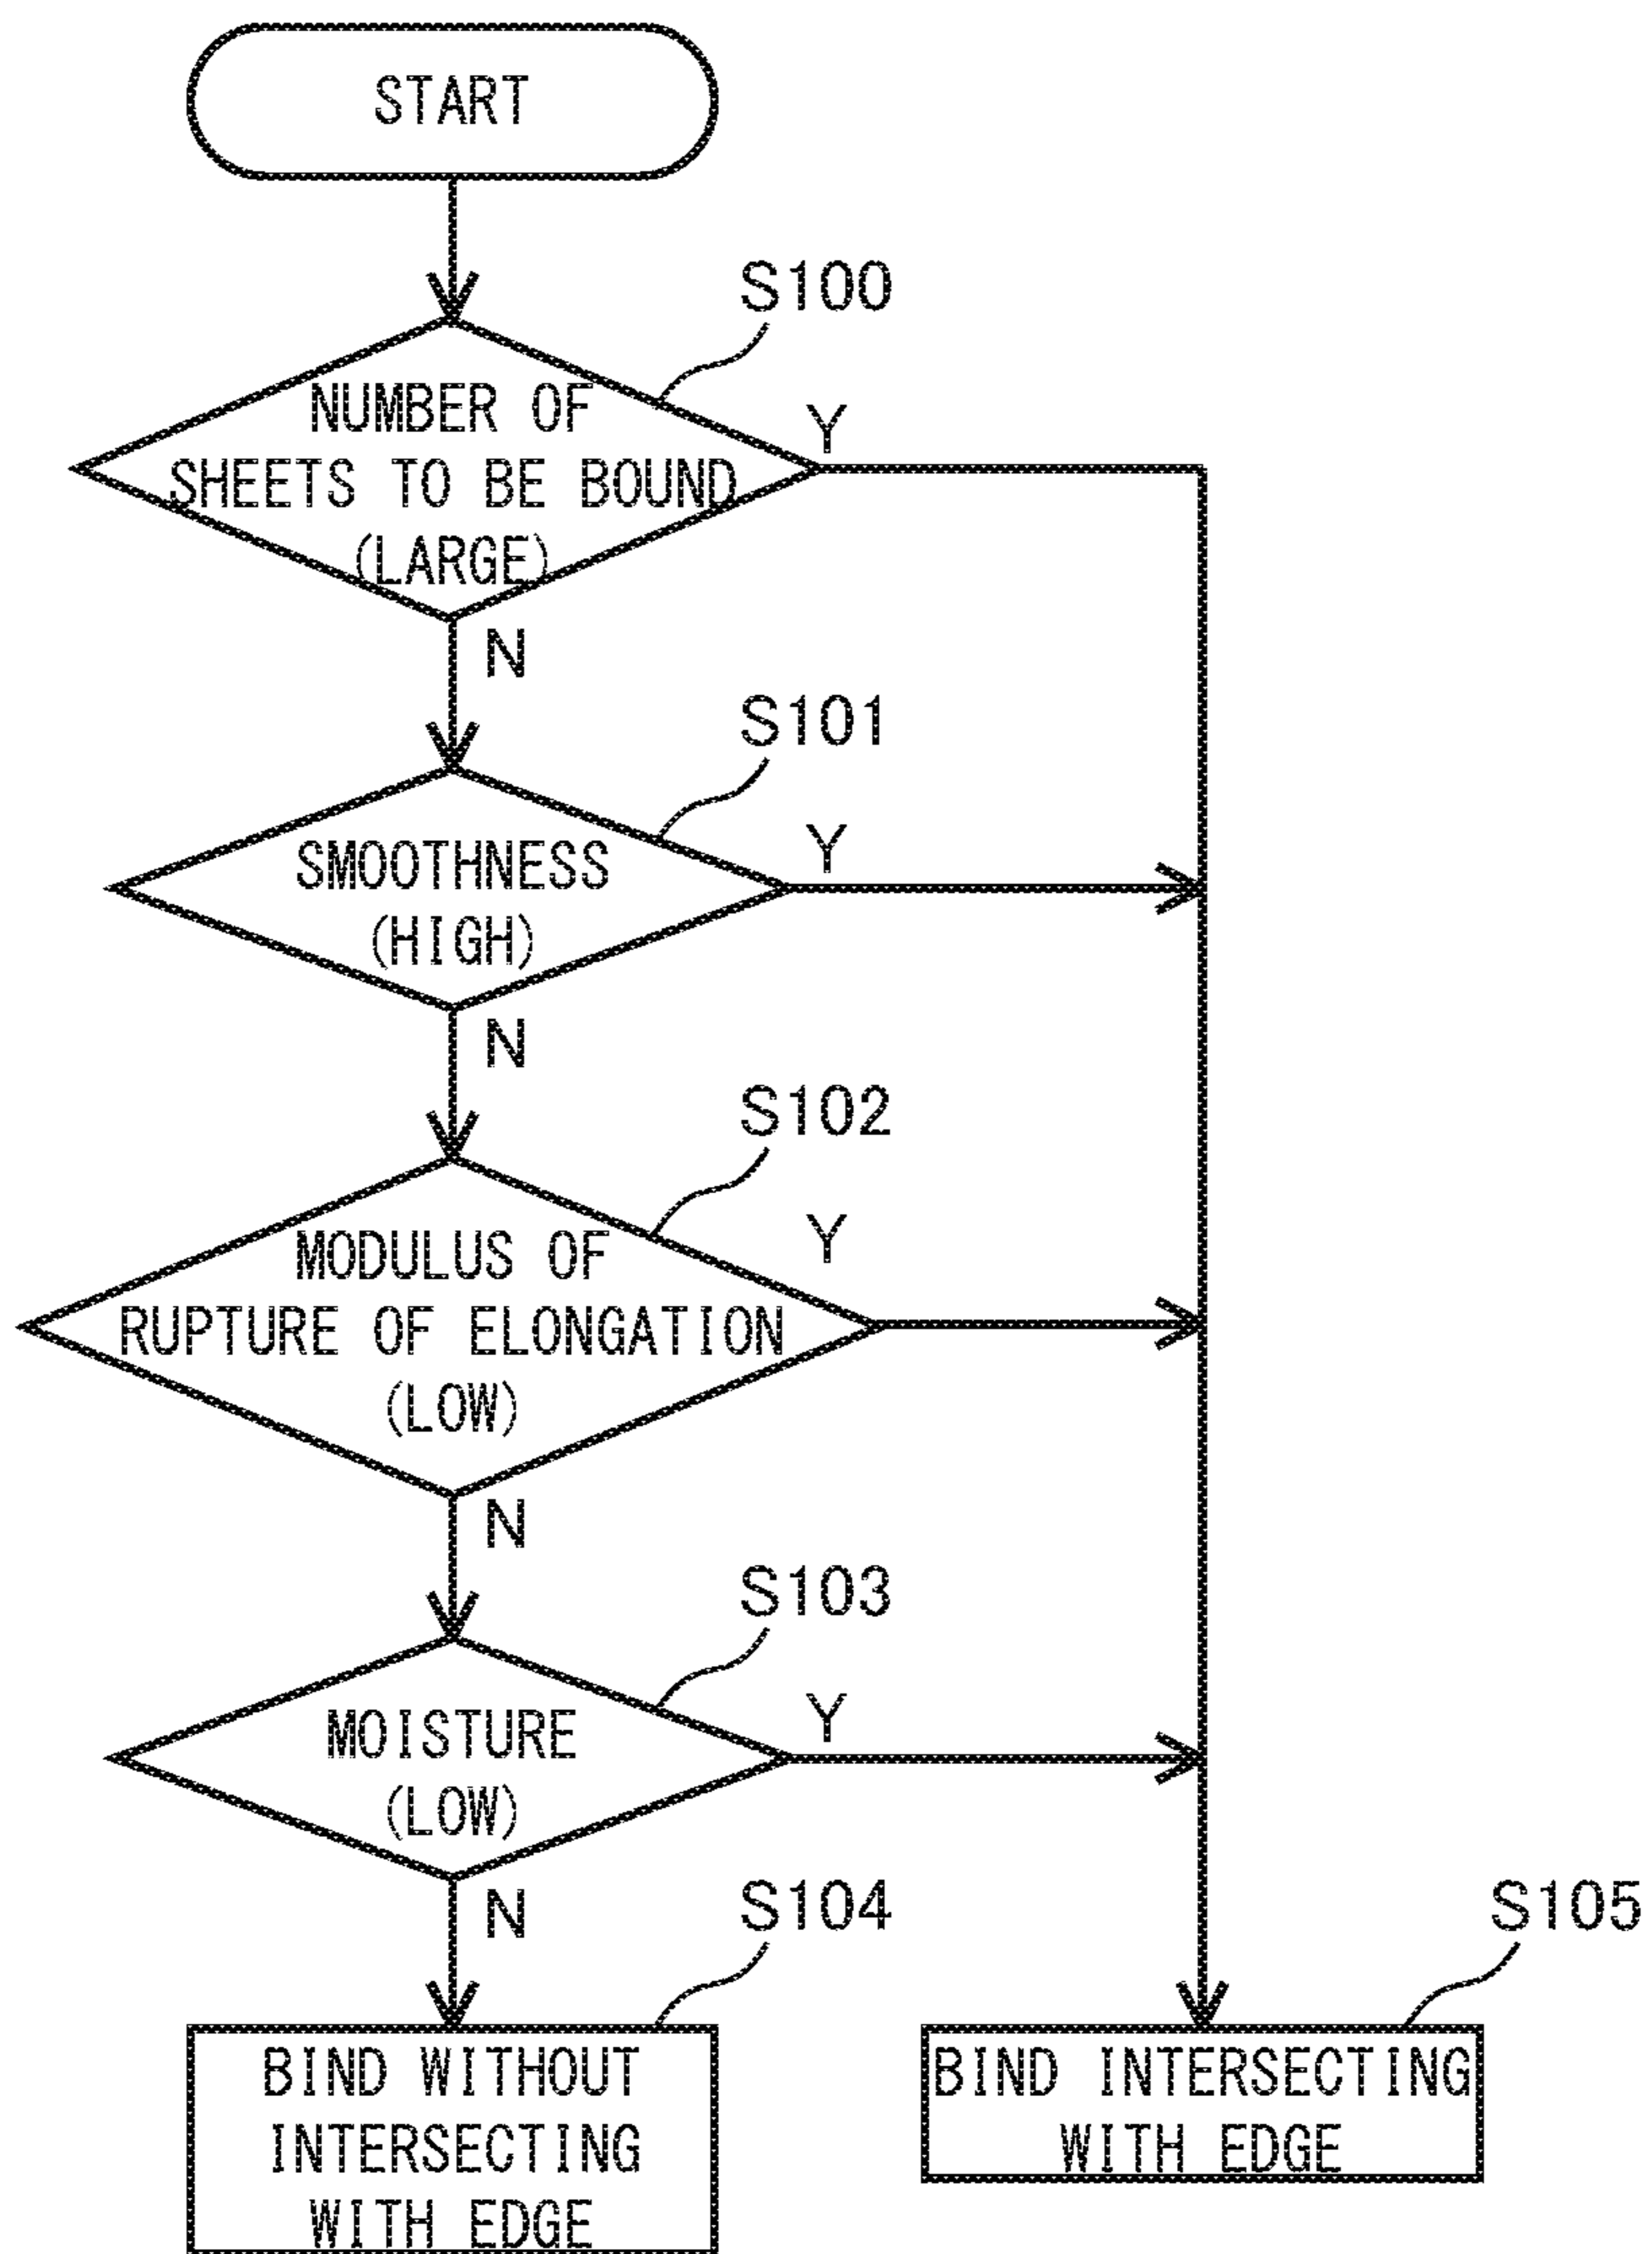 START
S100
NUMBER OF
SHEETS TO BE BOUND
(LARGE)
Y
N
S101
SMOOTHNESS
(HIGH)
Y
N
S102
MODULUS OF
RUPTURE OF ELONGATION
(LOW)
Y
N
S103
MOISTURE
(LOW)
Y
N
S104
BIND WITHOUT
INTERSECTING
WITH EDGE
S105
BIND INTERSECTING
WITH EDGE